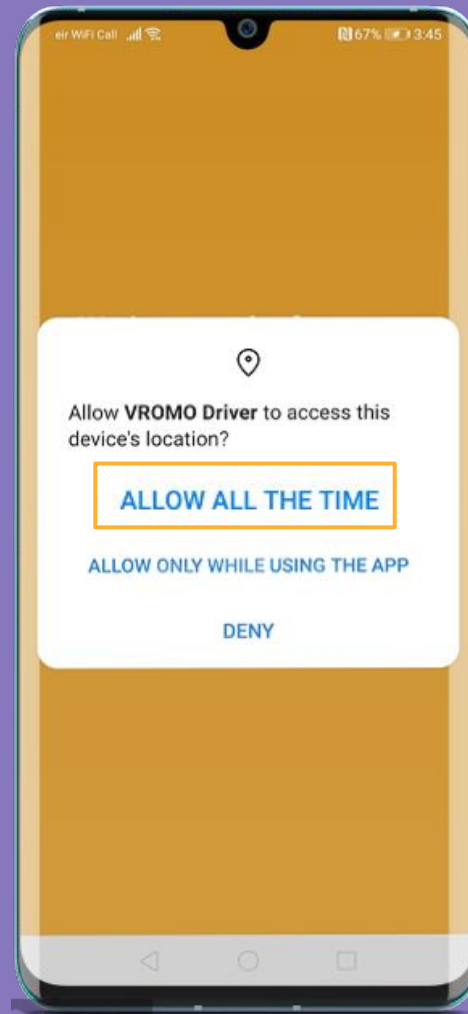 eir WiFi Call 67% 3:45
Allow VROMO Driver to access this
device's location?
ALLOW ALL THE TIME
ALLOW ONLY WHILE USING THE APP
DENY